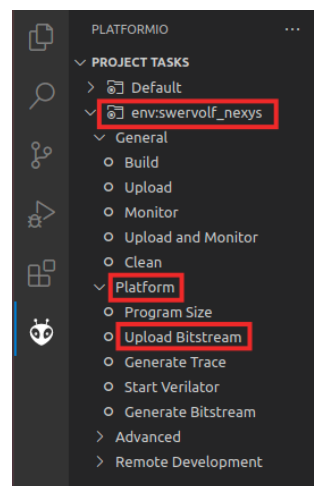 PLATFORMIO ...
PROJECT TASKS
Default
env:swervolf_nexys
General
Build
Upload
Monitor
Upload and Monitor
Clean
Platform
Program Size
Upload Bitstream
Generate Trace
Start Verilator
Generate Bitstream
Advanced
Remote Development